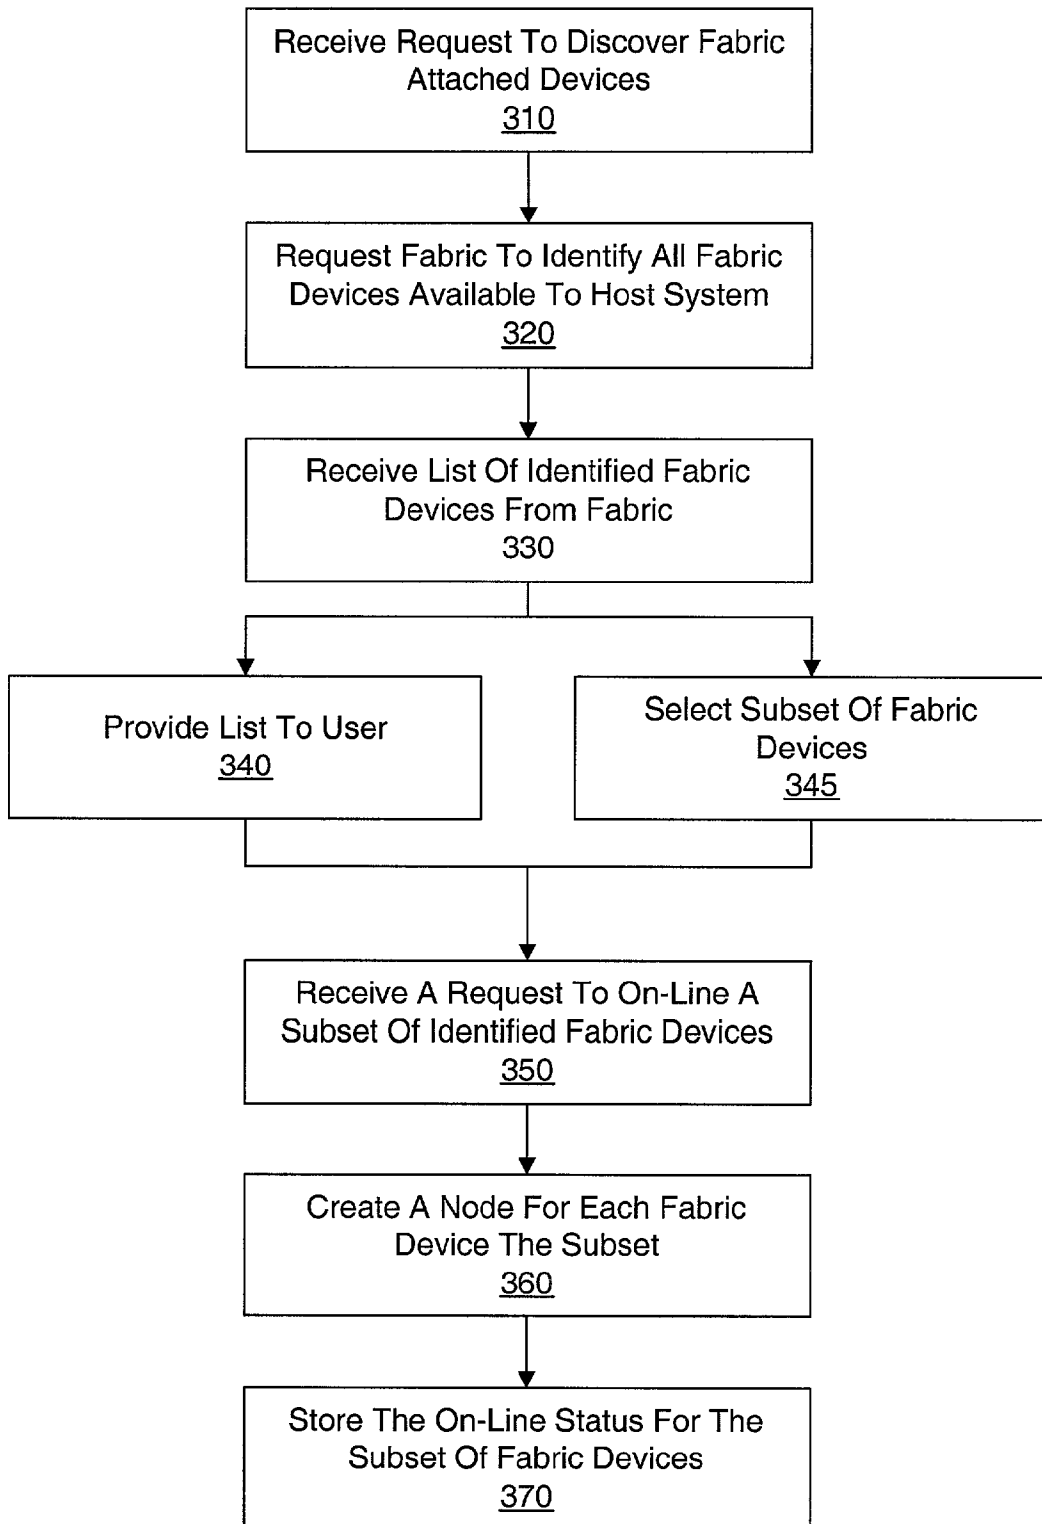 Receive Request To Discover Fabric
Attached Devices
310
Request Fabric To Identify All Fabric
Devices Available To Host System
320
Receive List Of Identified Fabric
Devices From Fabric
330
Provide List To User
340
Select Subset Of Fabric
Devices
345
Receive A Request To On-Line A
Subset Of Identified Fabric Devices
350
Create A Node For Each Fabric
Device The Subset
360
Store The On-Line Status For The
Subset Of Fabric Devices
370